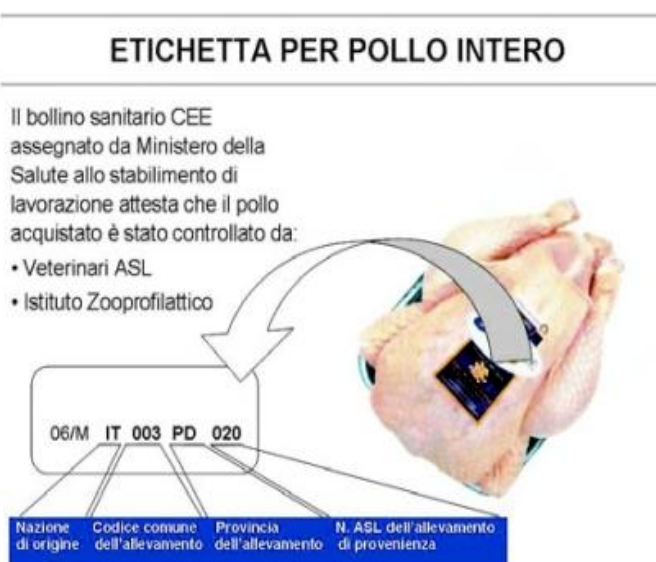 ETICHETTA PER POLLO INTERO
Il bollino sanitario CEE
assegnato da Ministero della
Salute allo stabilimento di
lavorazione attesta che il pollo
acquistato è stato controllato da:
• Veterinari ASL
• Istituto Zooprofilattico
06/M IT 003 PD 020
Nazione di origine
Codice comune dell'allevamento
Provincia dell'allevamento
N. ASL dell'allevamento di provenienza